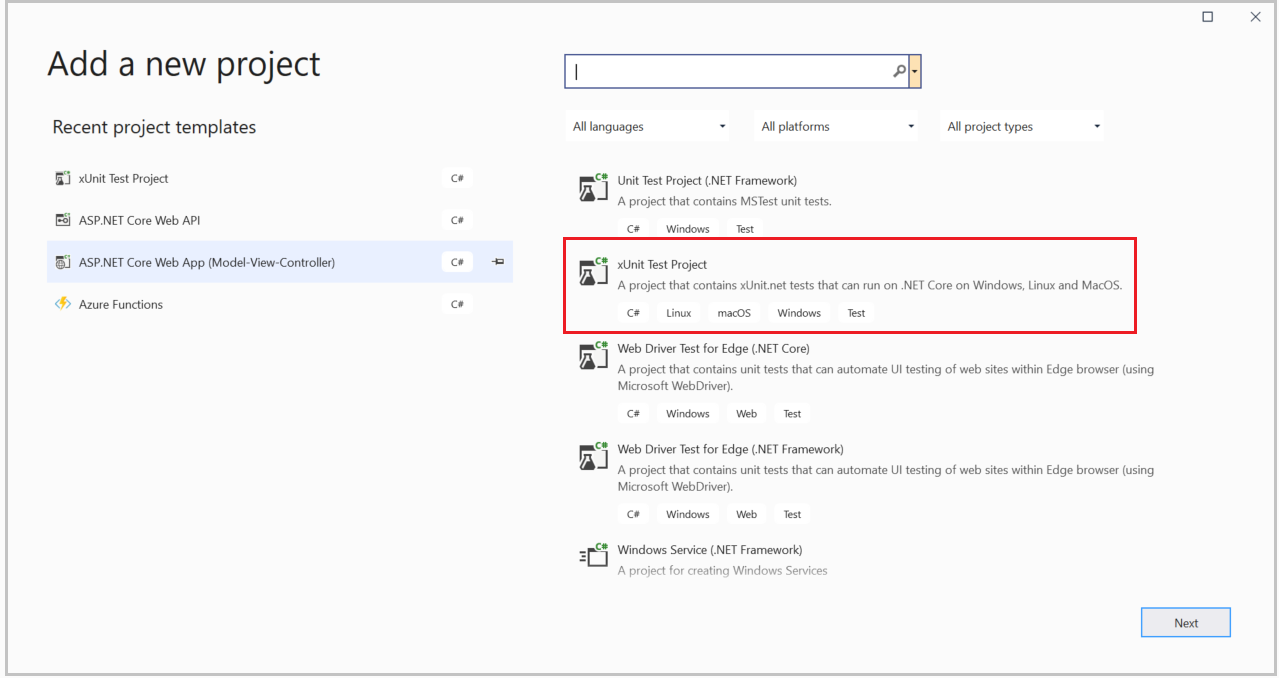 Add a new project
Recent project templates
xUnit Test Project C#
ASP.NET Core Web API C#
ASP.NET Core Web App (Model-View-Controller) C#
Azure Functions C#
All languages All platforms All project types
C# Unit Test Project (.NET Framework)
A project that contains MSTest unit tests.
C# Windows Test
C# xUnit Test Project
A project that contains xUnit.net tests that can run on .NET Core on Windows, Linux and MacOS.
C# Linux macOS Windows Test
C# Web Driver Test for Edge (.NET Core)
A project that contains unit tests that can automate UI testing of web sites within Edge browser (using
Microsoft WebDriver).
C# Windows Web Test
C# Web Driver Test for Edge (.NET Framework)
A project that contains unit tests that can automate UI testing of web sites within Edge browser (using
Microsoft WebDriver).
C# Windows Web Test
C# Windows Service (.NET Framework)
A project for creating Windows Services
Next